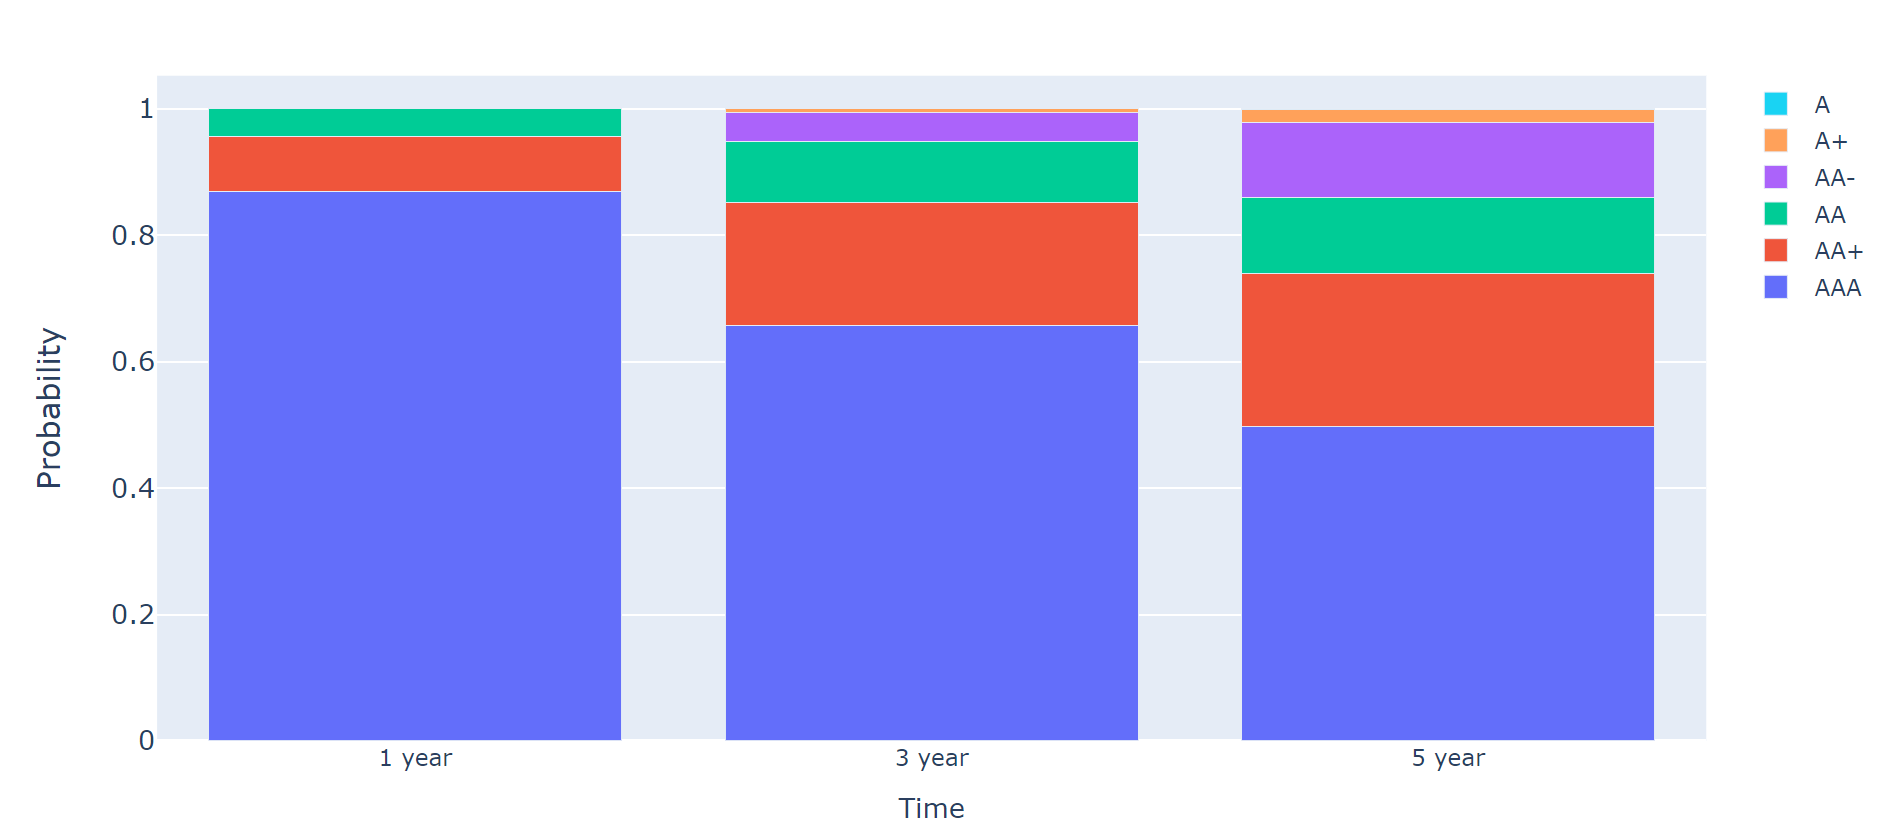 1
0.8
0.6
0.4
0.2
0
Probability
1 year
3 year
5 year
Time
A
A+
AA-
AA
AA+
AAA